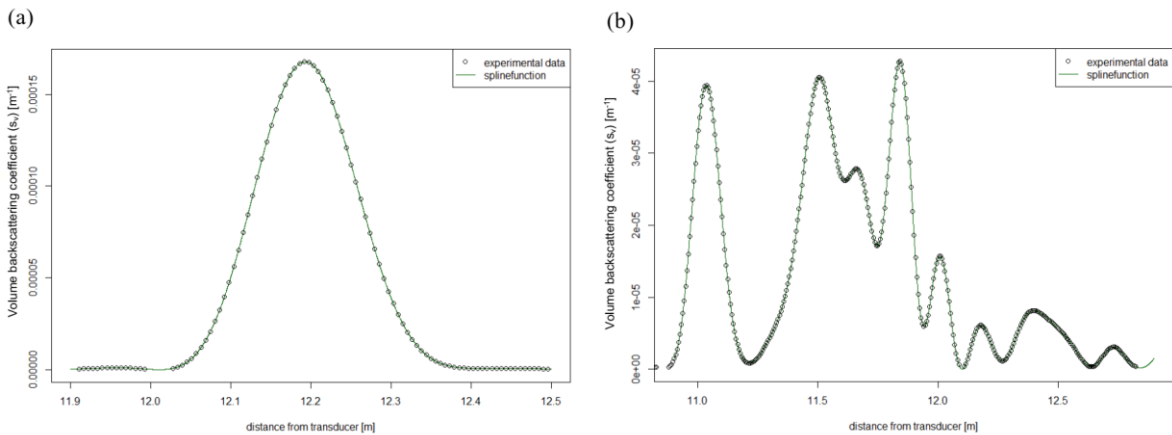 (a)
experimental data
splinefunction
Volume backscattering coefficient (sᵥ) [m⁻¹]
0.00015
0.00010
0.00005
0.00000
11.9 12.0 12.1 12.2 12.3 12.4 12.5
distance from transducer [m]
(b)
experimental data
splinefunction
Volume backscattering coefficient (sᵥ) [m⁻¹]
4e-05
3e-05
2e-05
1e-05
0e+00
11.0 11.5 12.0 12.5
distance from transducer [m]